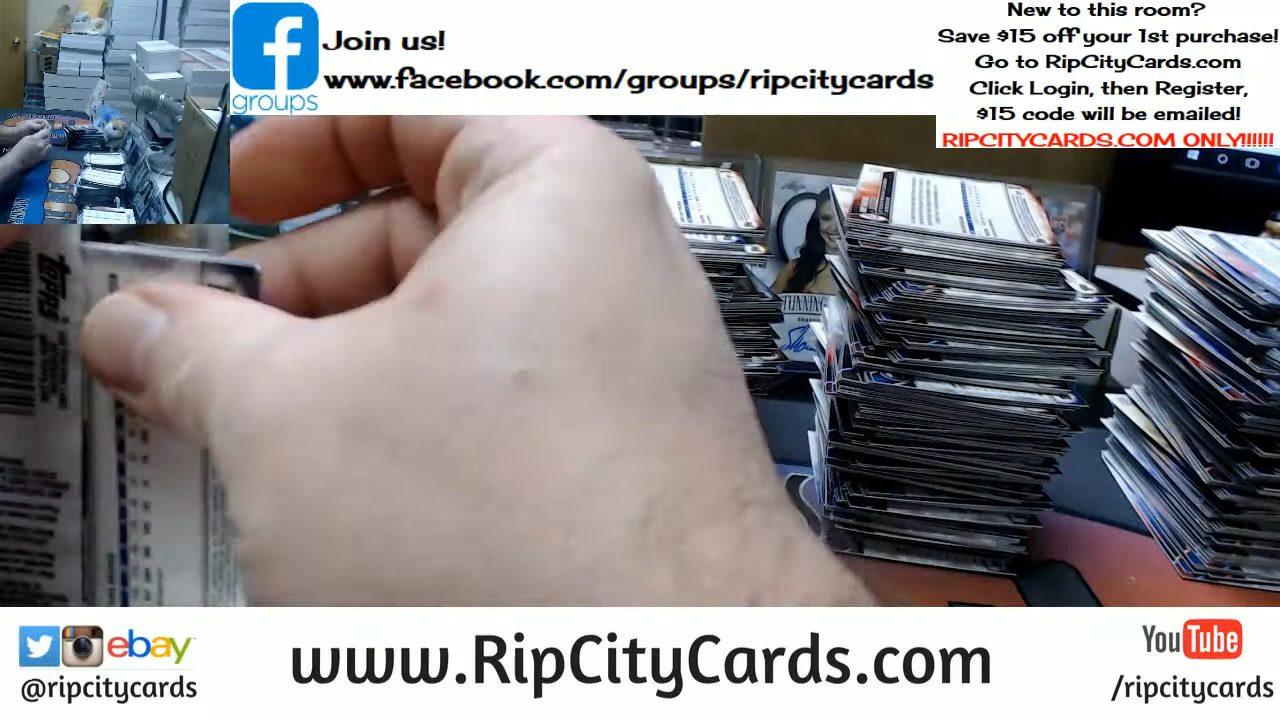 groups
Join us!
www.facebook.com/groups/ripcitycards
New to this room?
Save $15 off your 1st purchase!
Go to RipCityCards.com
Click Login, then Register,
$15 code will be emailed!
RIPCITYCARDS.COM ONLY!!!!!!
topps
STUNNING
ebay
@ripcitycards
www.RipCityCards.com
YouTube
/ripcitycards